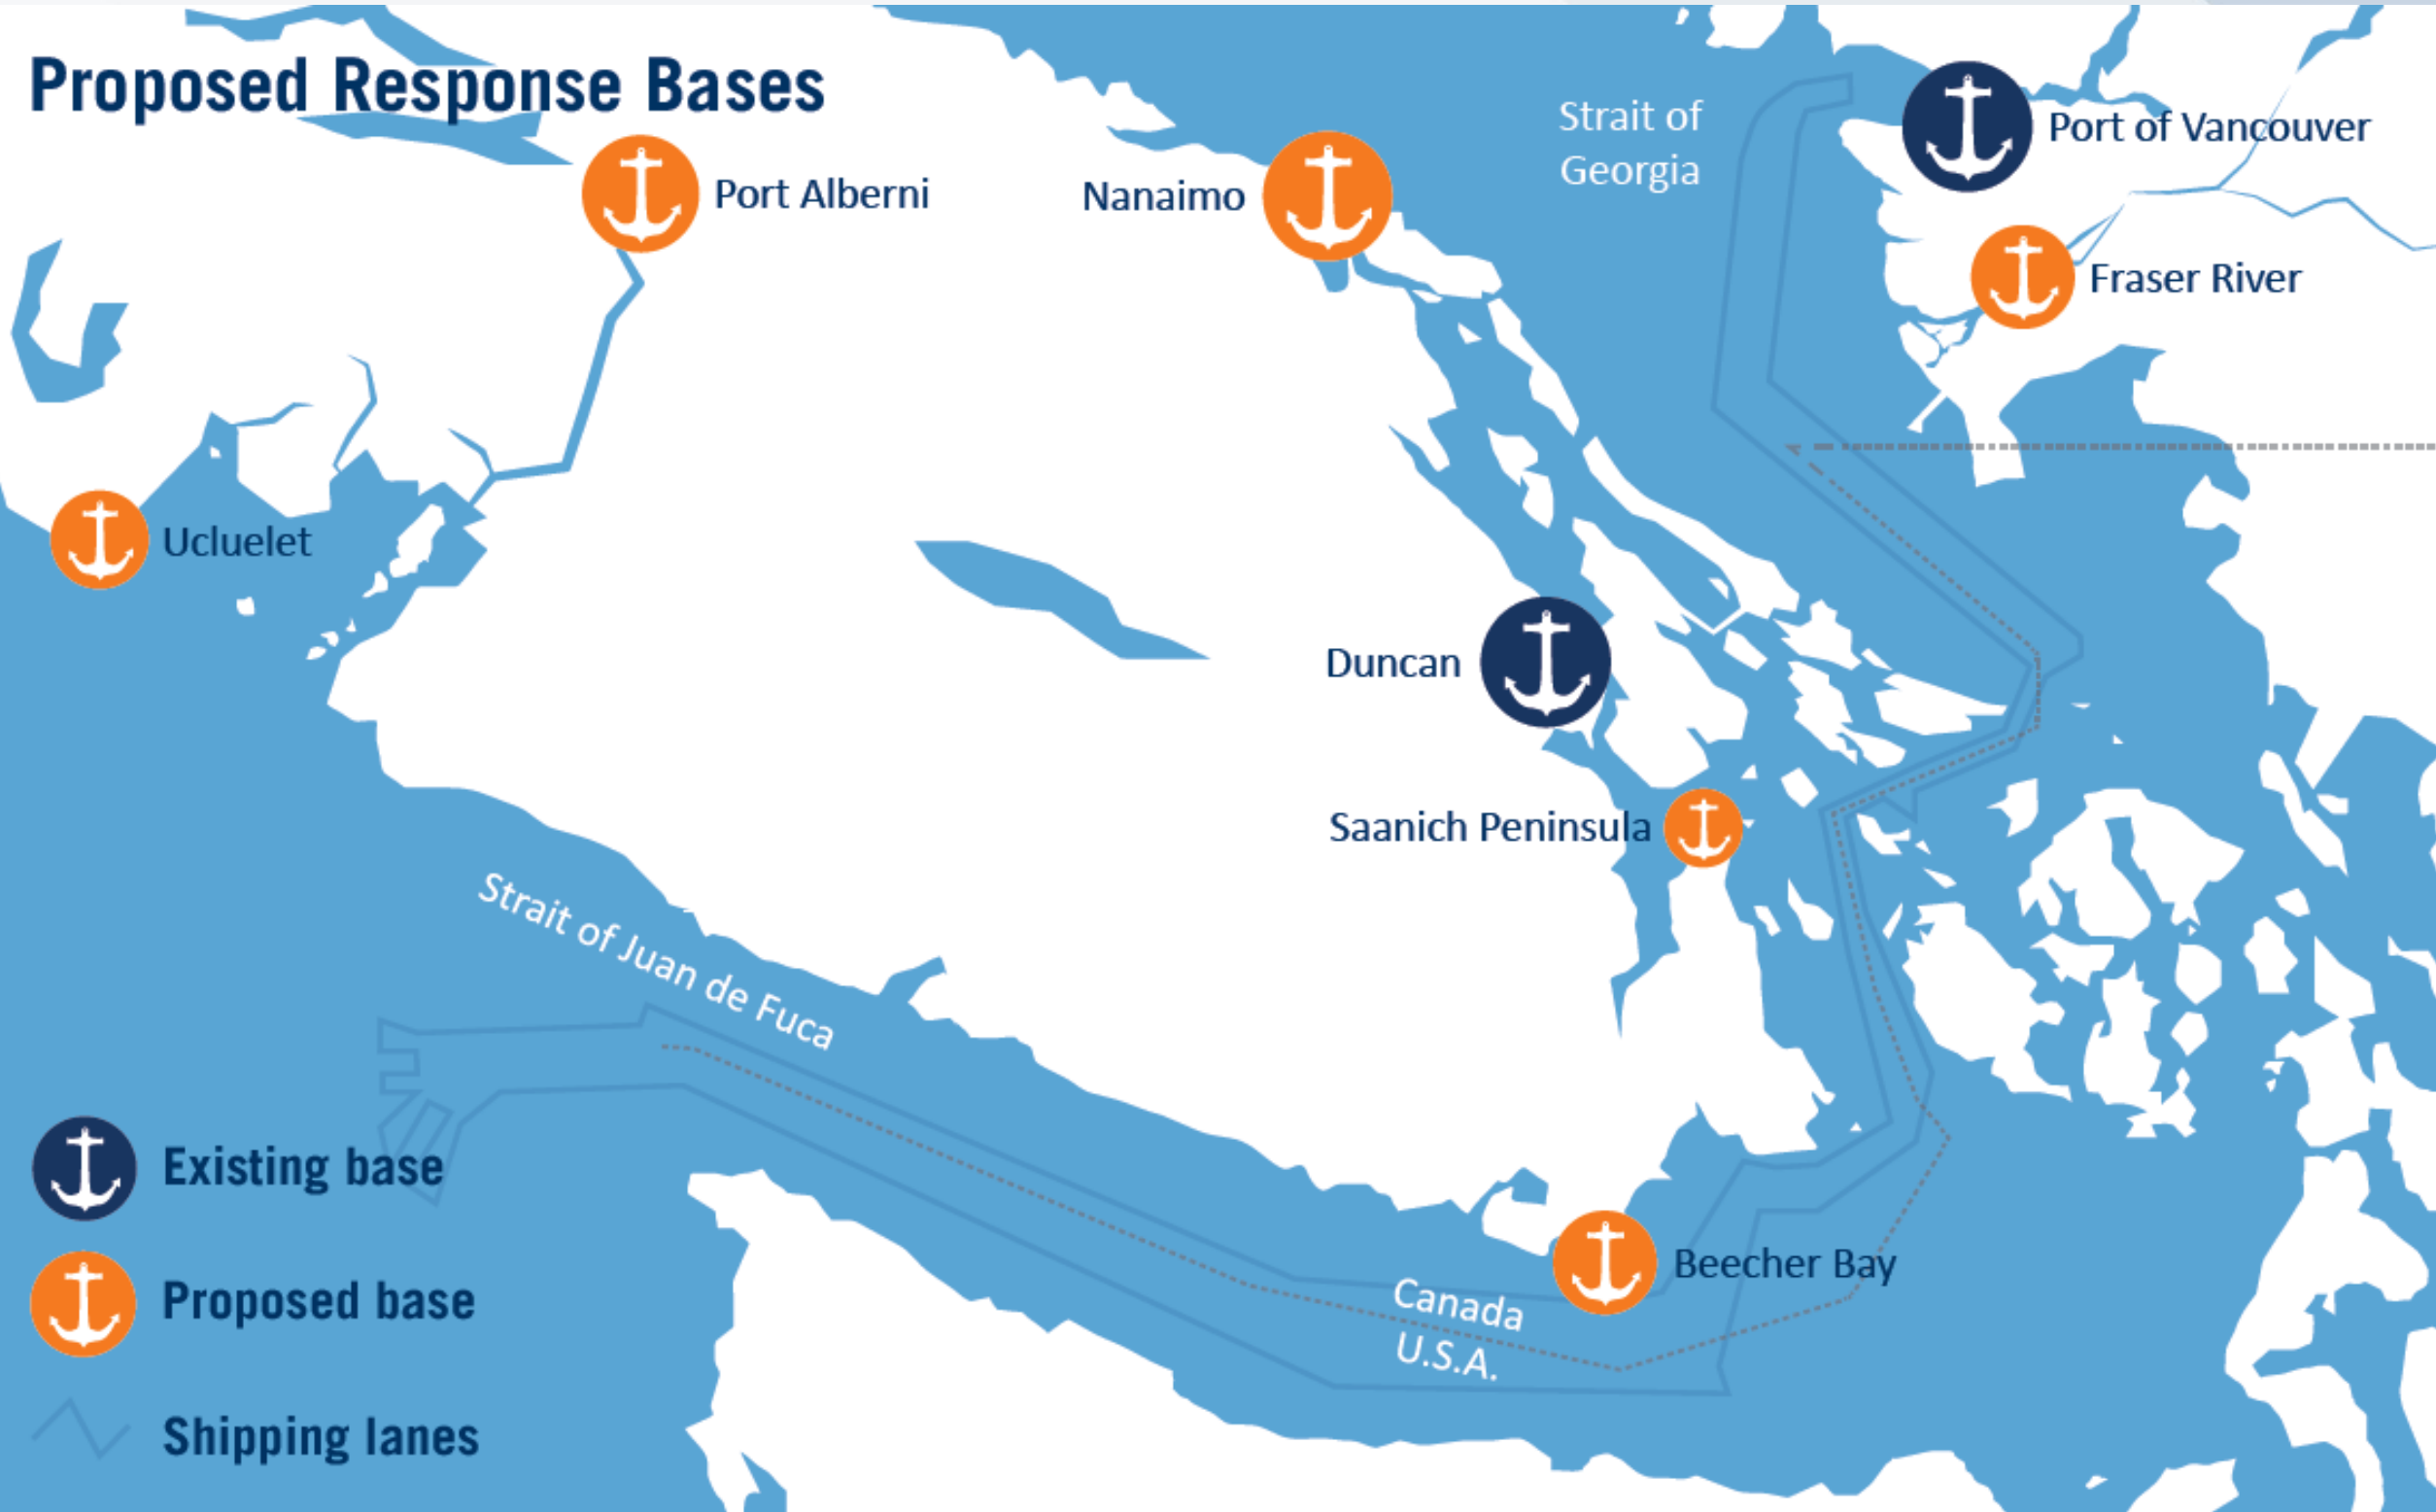 Proposed Response Bases
Strait of
Georgia
Port of Vancouver
Port Alberni
Nanaimo
Fraser River
Ucluelet
Duncan
Saanich Peninsula
Strait of Juan de Fuca
Existing base
Beecher Bay
Canada
Proposed base
U.S.A.
Shipping lanes